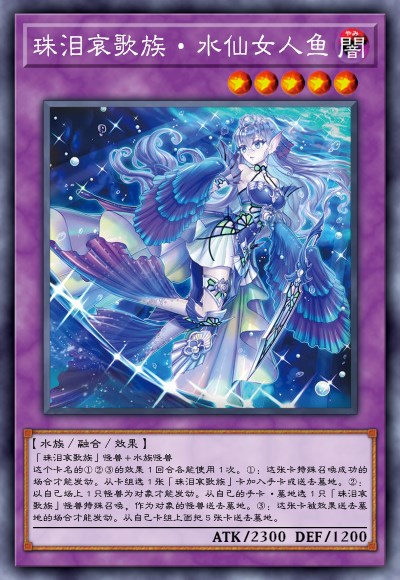 珠泪哀歌族·水仙女人鱼
やみ
闇
【水族／融合／效果】
「珠泪哀歌族」怪兽＋水族怪兽
这个卡名的①②③的效果1回合各能使用1次。①：这张卡特殊召唤成功的
场合才能发动。从卡组选1张「珠泪哀歌族」卡加入手卡或送去墓地。②：
以自己场上1只怪兽为对象才能发动。从自己的手卡·墓地选1只「珠泪哀
歌族」怪兽特殊召唤，作为对象的怪兽送去墓地。③：这张卡被效果送去墓
地的场合才能发动。从自己卡组上面把5张卡送去墓地。
ATK/2300 DEF/1200